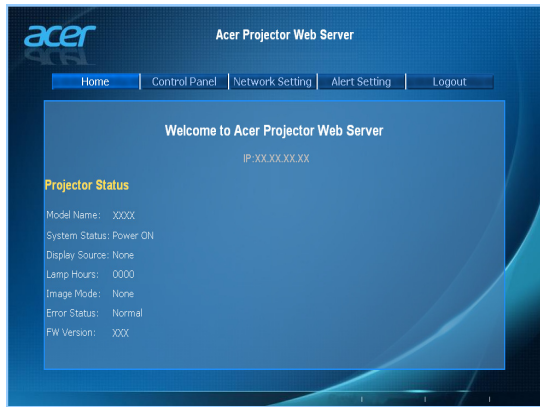 acer
Acer Projector Web Server
Home Control Panel Network Setting Alert Setting Logout
Welcome to Acer Projector Web Server
IP:XX.XX.XX.XX
Projector Status
Model Name: XXXX
System Status: Power ON
Display Source: None
Lamp Hours: 0000
Image Mode: None
Error Status: Normal
FW Version: XXX